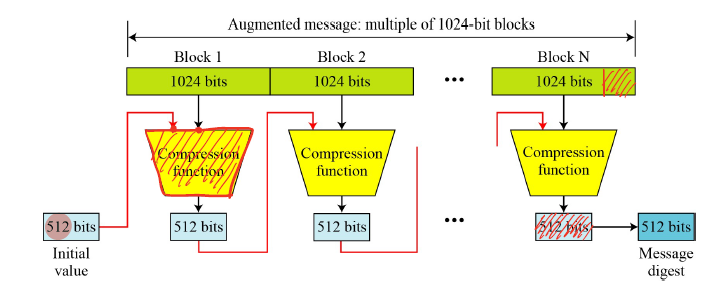 Augmented message: multiple of 1024-bit blocks
Block 1
Block 2
Block N
1024 bits
1024 bits
•••
1024 bits
Compression
function
Compression
function
Compression
function
512 bits
512 bits
512 bits
•••
512 bits
512 bits
Initial
value
Message
digest